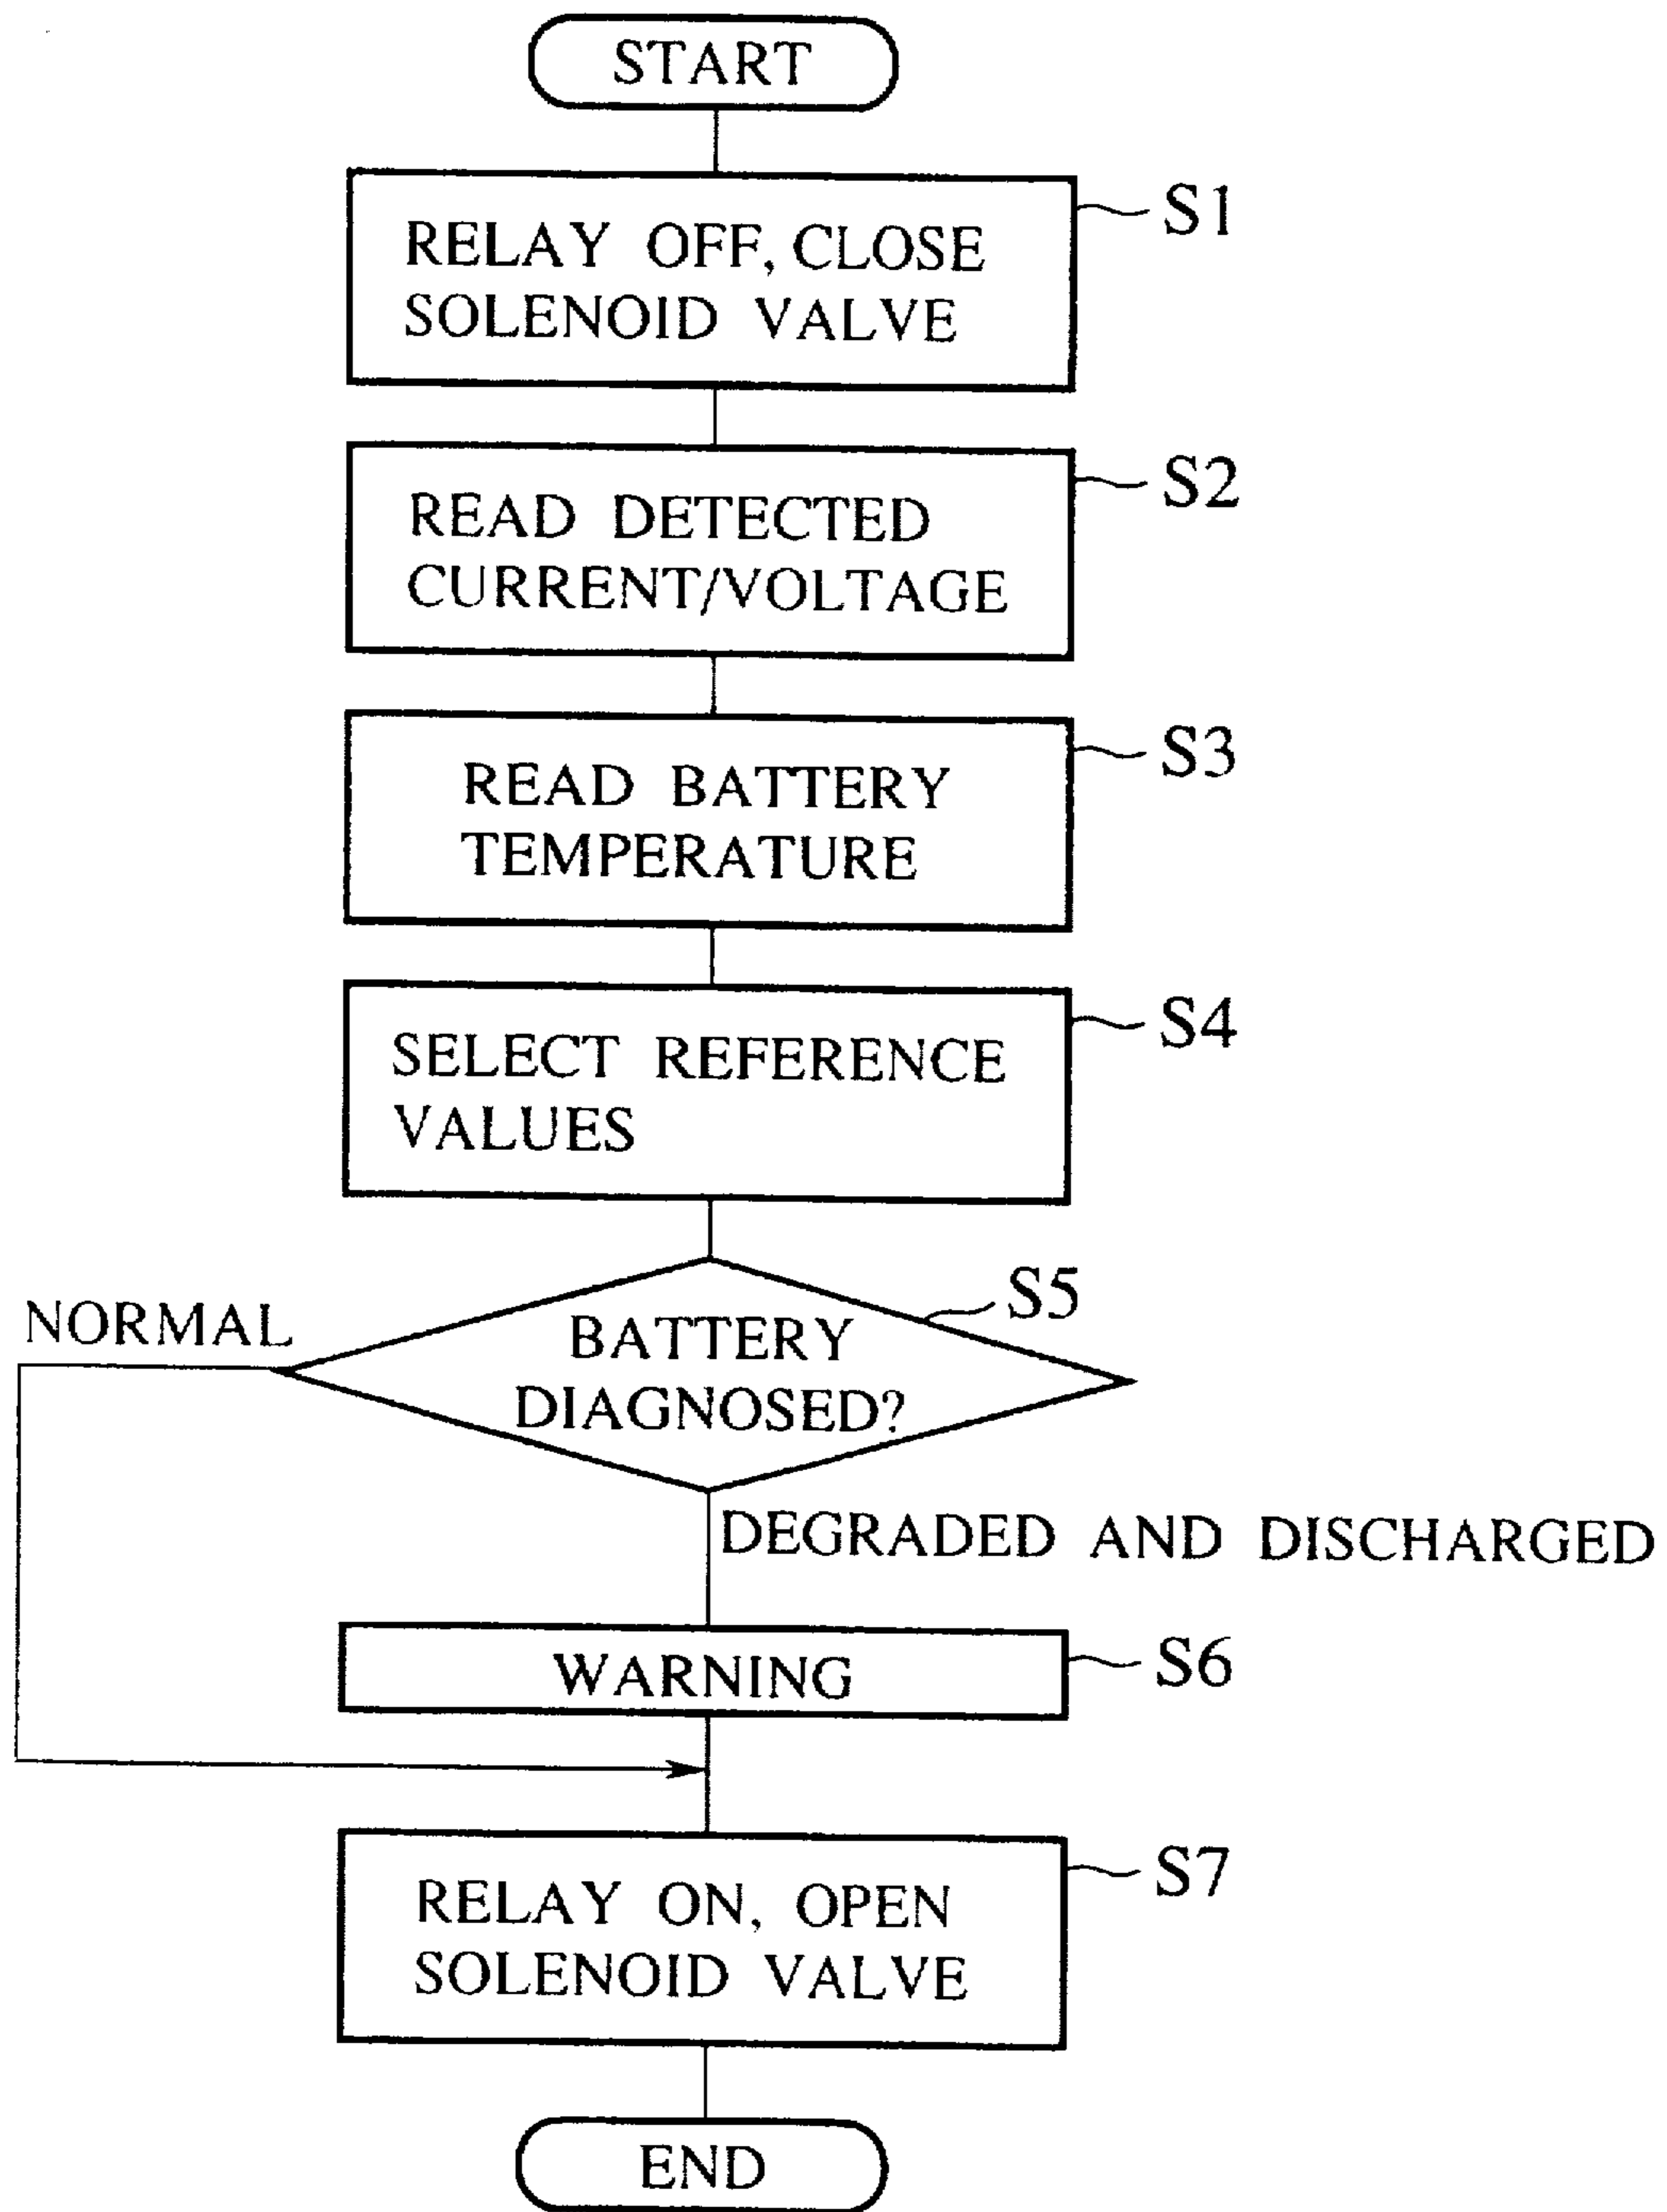 START
RELAY OFF, CLOSE
SOLENOID VALVE
S1
READ DETECTED
CURRENT/VOLTAGE
S2
READ BATTERY
TEMPERATURE
S3
SELECT REFERENCE
VALUES
S4
NORMAL
BATTERY
DIAGNOSED?
S5
DEGRADED AND DISCHARGED
WARNING
S6
RELAY ON, OPEN
SOLENOID VALVE
S7
END